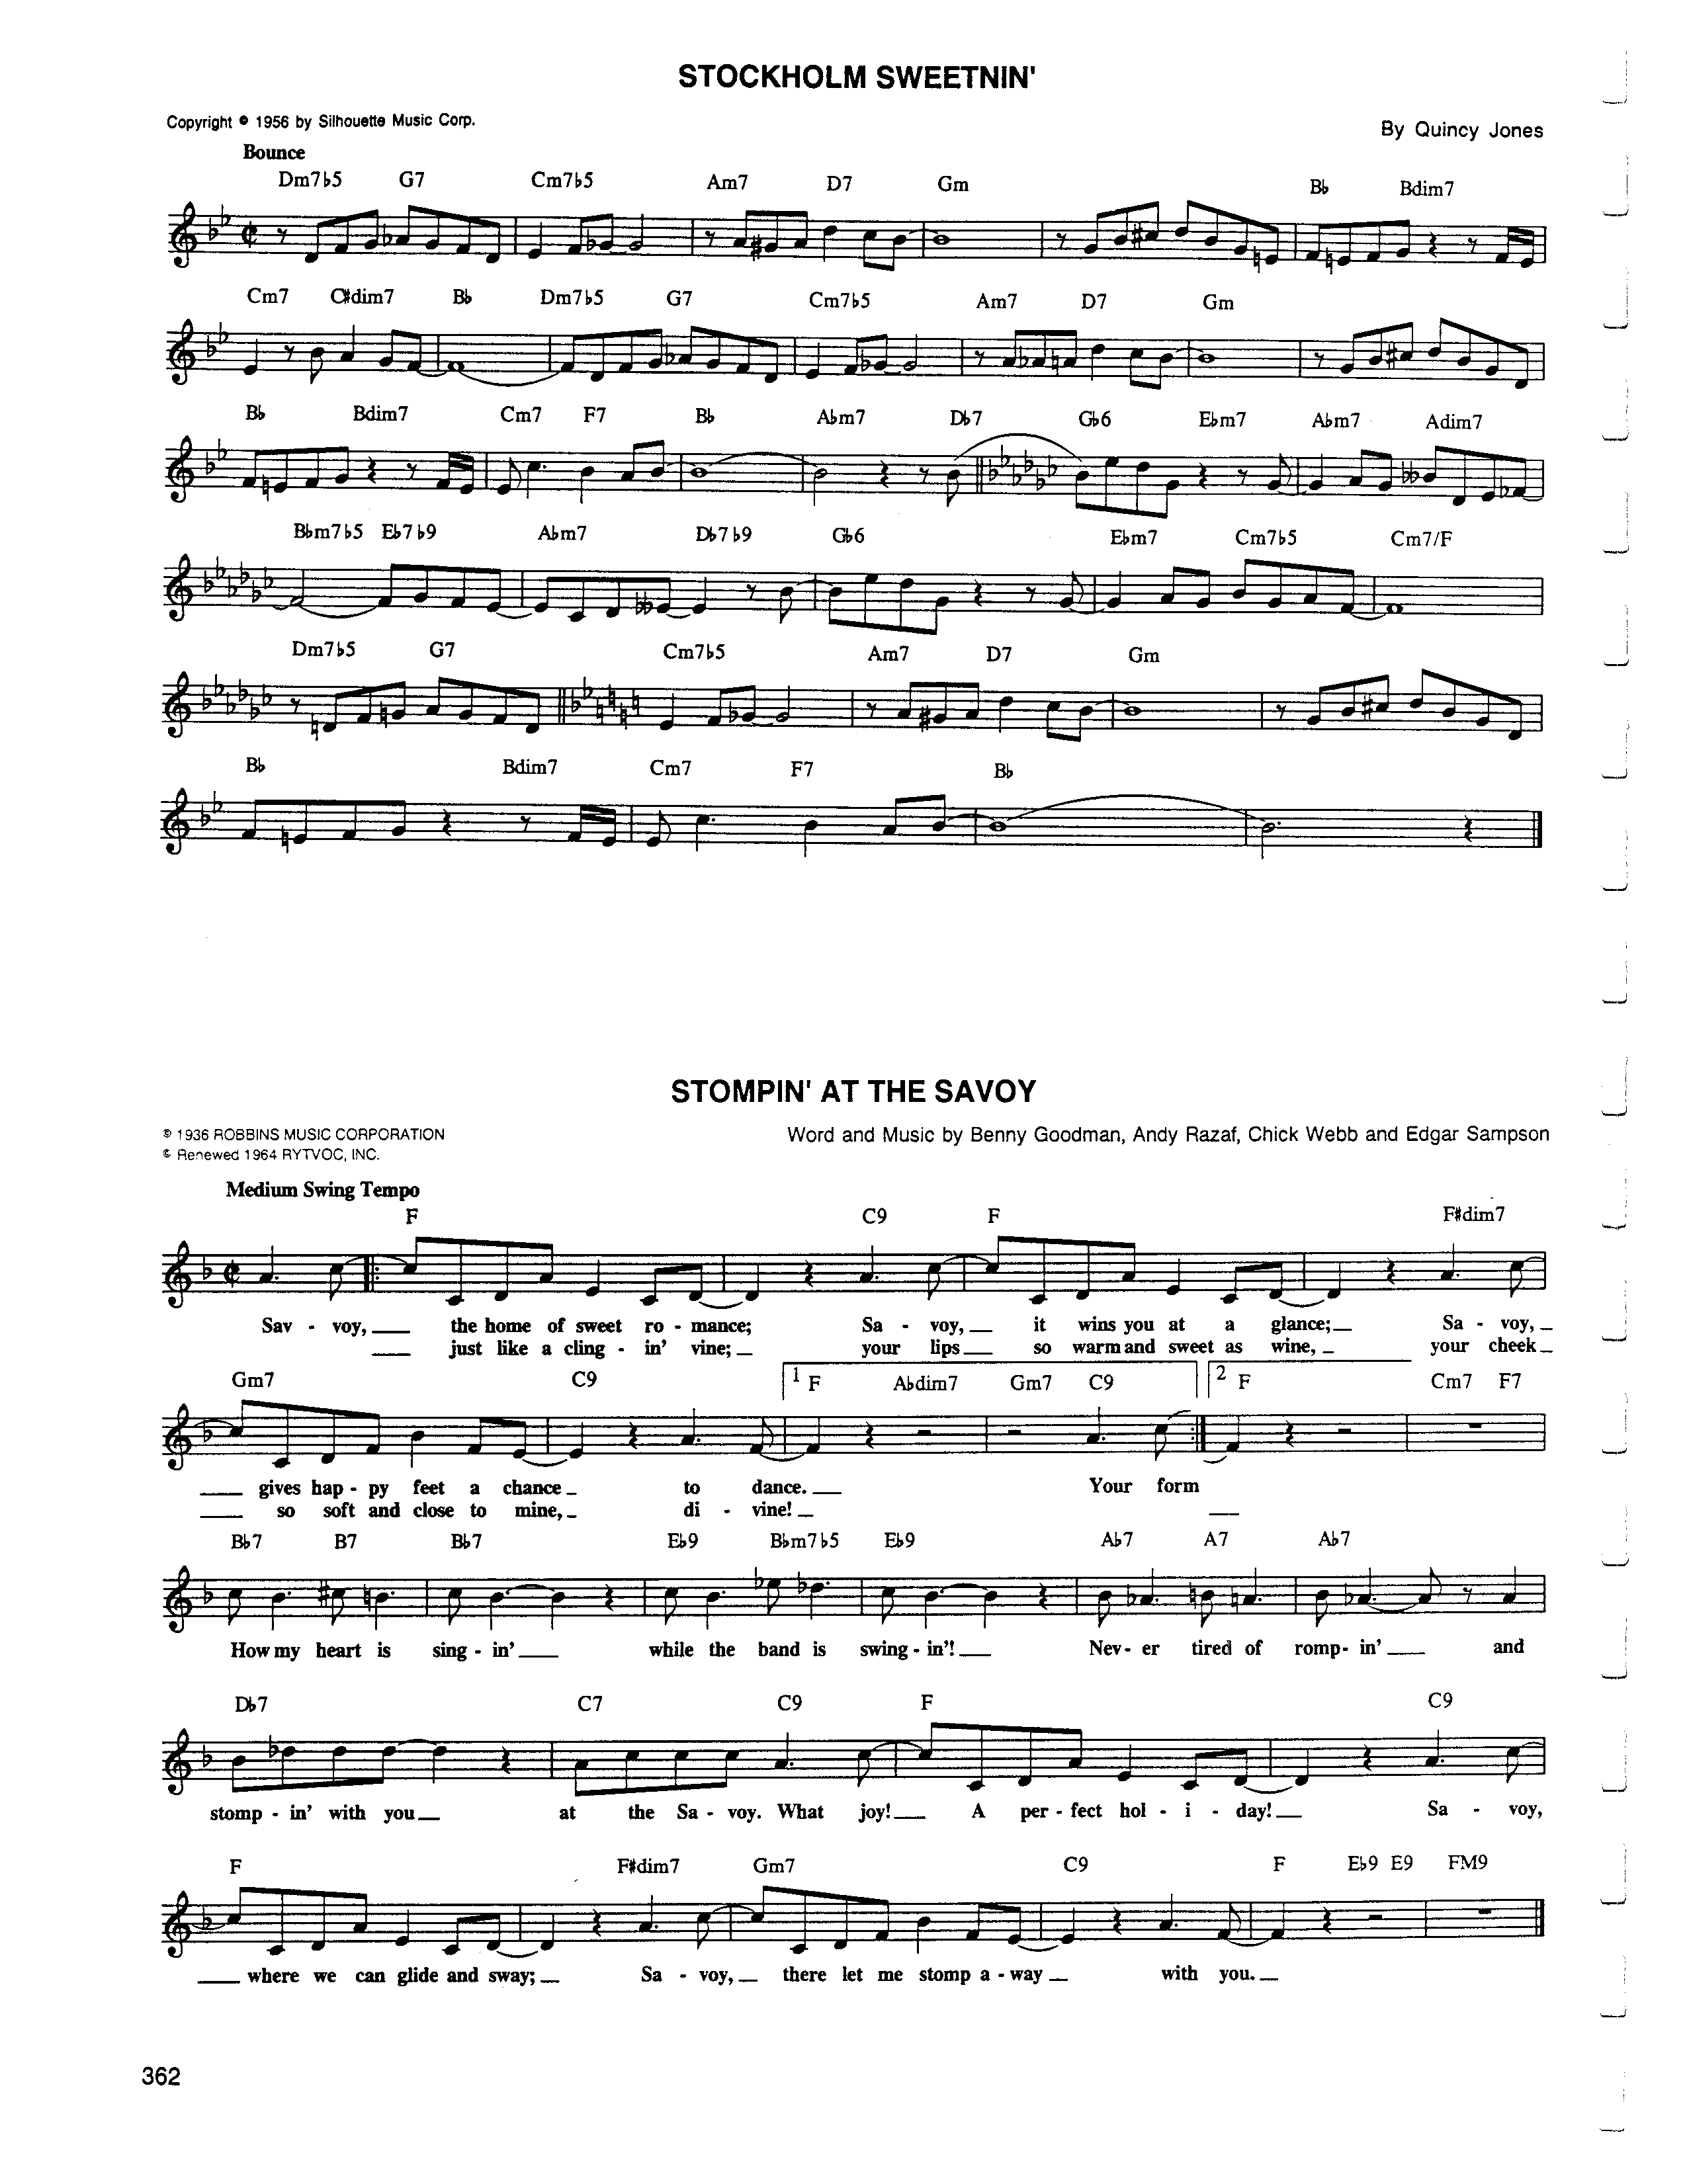 STOCKHOLM SWEETNIN'
Copyright © 1956 by Silhouette Music Corp.
By Quincy Jones
Bounce
Dm7♭5 G7 Cm7♭5 Am7 D7 Gm B♭ Bdim7
Cm7 C#dim7 B♭ Dm7♭5 G7 Cm7♭5 Am7 D7 Gm
B♭ Bdim7 Cm7 F7 B♭ A♭m7 D♭7 G♭6 E♭m7 A♭m7 Adim7
B♭m7♭5 E♭7♭9 A♭m7 D♭7♭9 G♭6 E♭m7 Cm7♭5 Cm7/F
Dm7♭5 G7 Cm7♭5 Am7 D7 Gm
B♭ Bdim7 Cm7 F7 B♭
STOMPIN' AT THE SAVOY
© 1936 ROBBINS MUSIC CORPORATION
© Renewed 1964 RYTVOC, INC.
Word and Music by Benny Goodman, Andy Razaf, Chick Webb and Edgar Sampson
Medium Swing Tempo
F C9 F F#dim7
Sav - voy, the home of sweet ro - mance; Sa - voy, it wins you at a glance; Sa - voy,
just like a cling - in' vine; your lips so warm and sweet as wine, your cheek
Gm7 C9 1 F A♭dim7 Gm7 C9 2 F Cm7 F7
gives hap - py feet a chance to dance. Your form
so soft and close to mine, di - vine!
B♭7 B7 B♭7 E♭9 B♭m7♭5 E♭9 A♭7 A7 A♭7
How my heart is sing - in' while the band is swing - in'! Nev - er tired of romp - in' and
D♭7 C7 C9 F C9
stomp - in' with you at the Sa - voy. What joy! A per - fect hol - i - day! Sa - voy,
F F#dim7 Gm7 C9 F E♭9 E9 FM9
where we can glide and sway; Sa - voy, there let me stomp a - way with you.
362